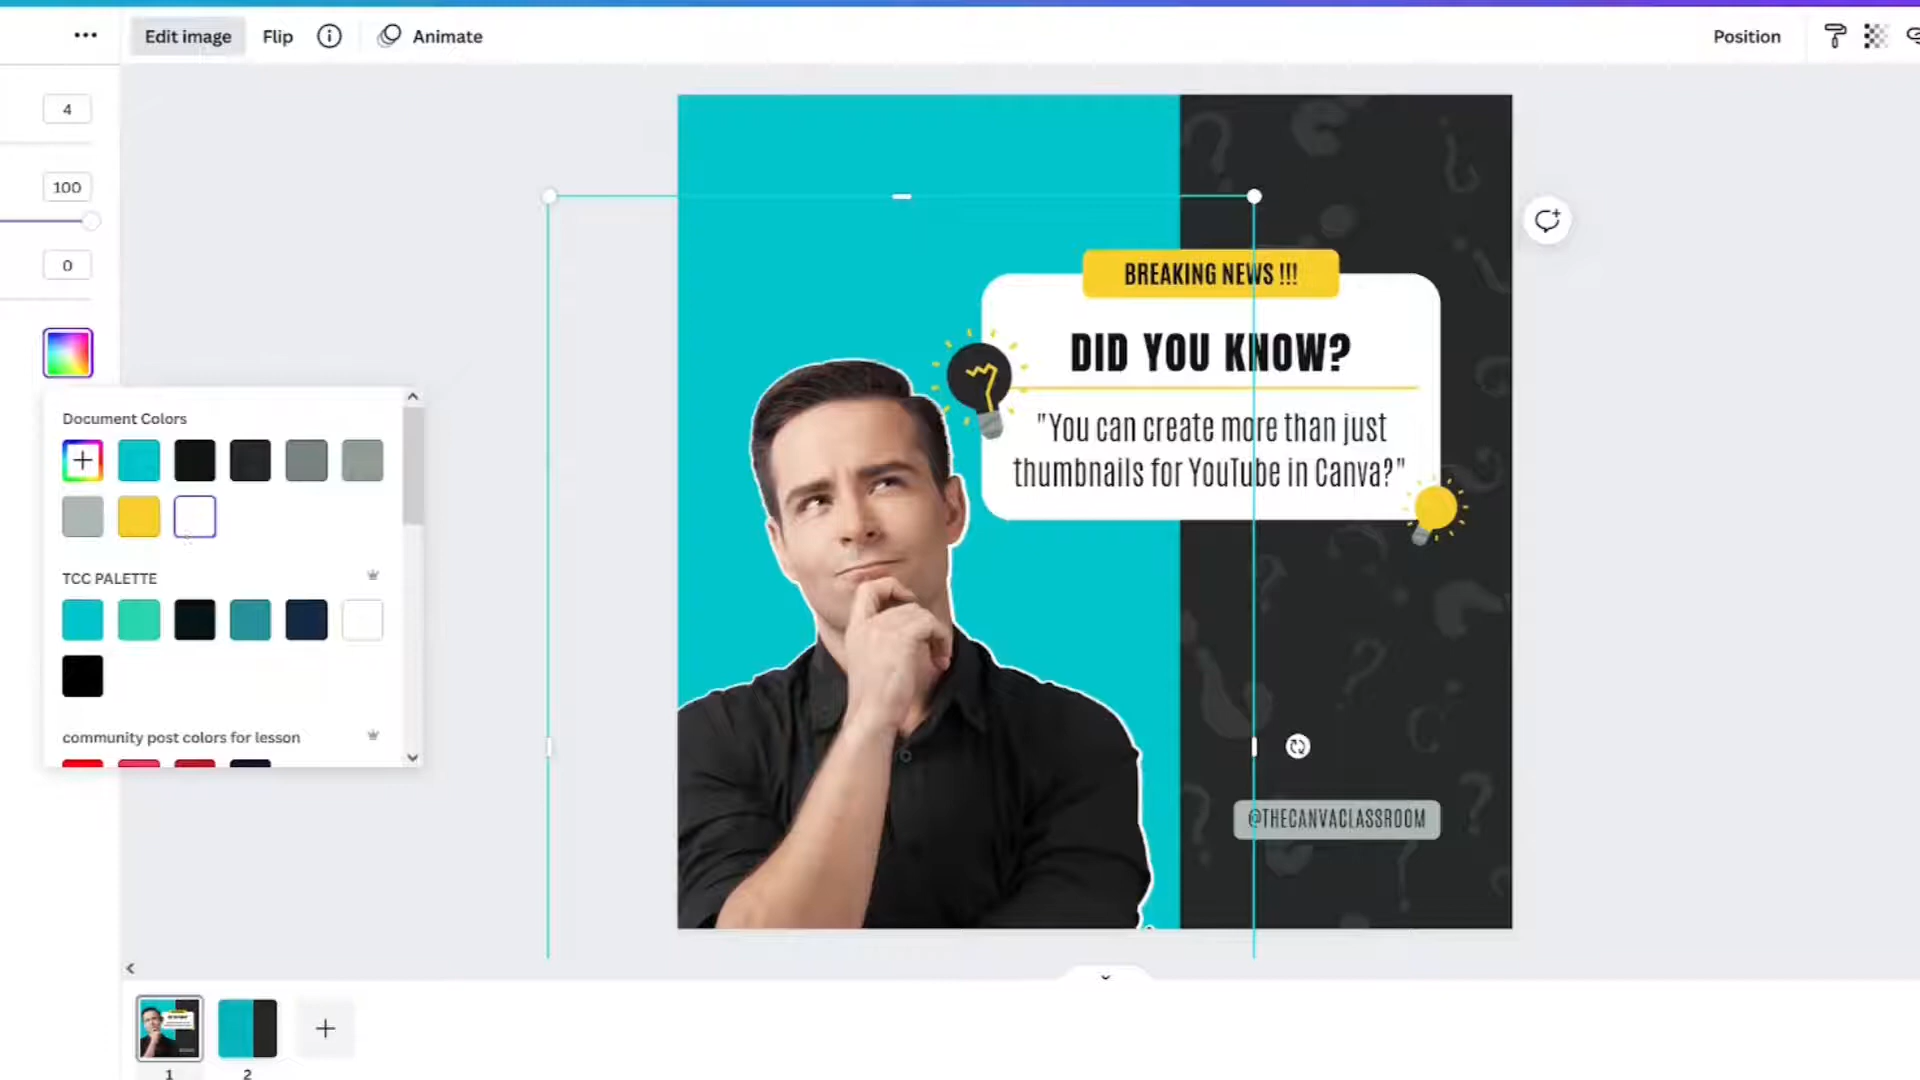 Edit image
Flip
Animate
Position
4
100
0
Document Colors
TCC PALETTE
community post colors for lesson
BREAKING NEWS !!!
DID YOU KNOW?
"You can create more than just
thumbnails for YouTube in Canva?"
@THECANVACLASSROOM
1
2